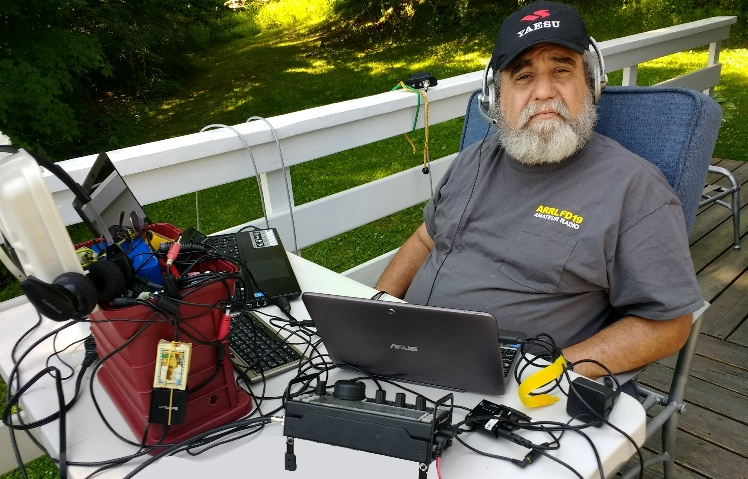 YAESU
ARRL FD19
AMATEUR RADIO
ASUS